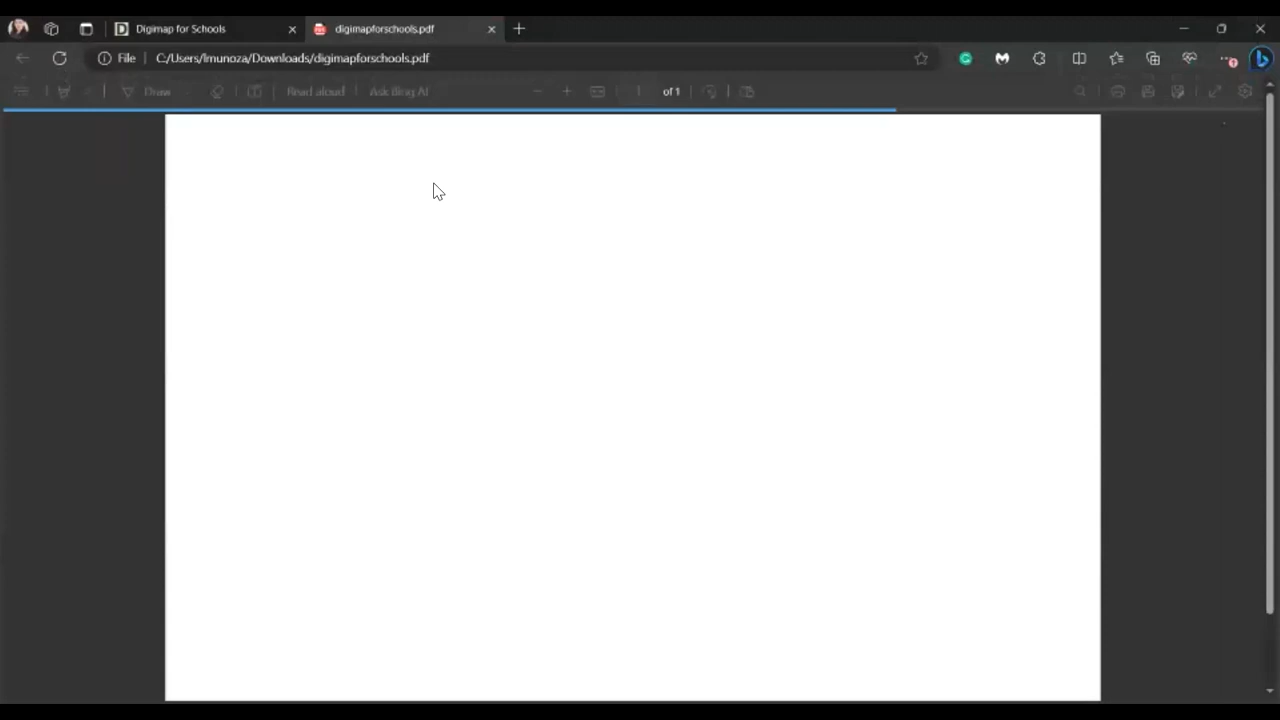 Digimap for Schools
digimapforschools.pdf
File
C:/Users/lmunoza/Downloads/digimapforschools.pdf
Draw
Read aloud
Ask Bing AI
1
of 1